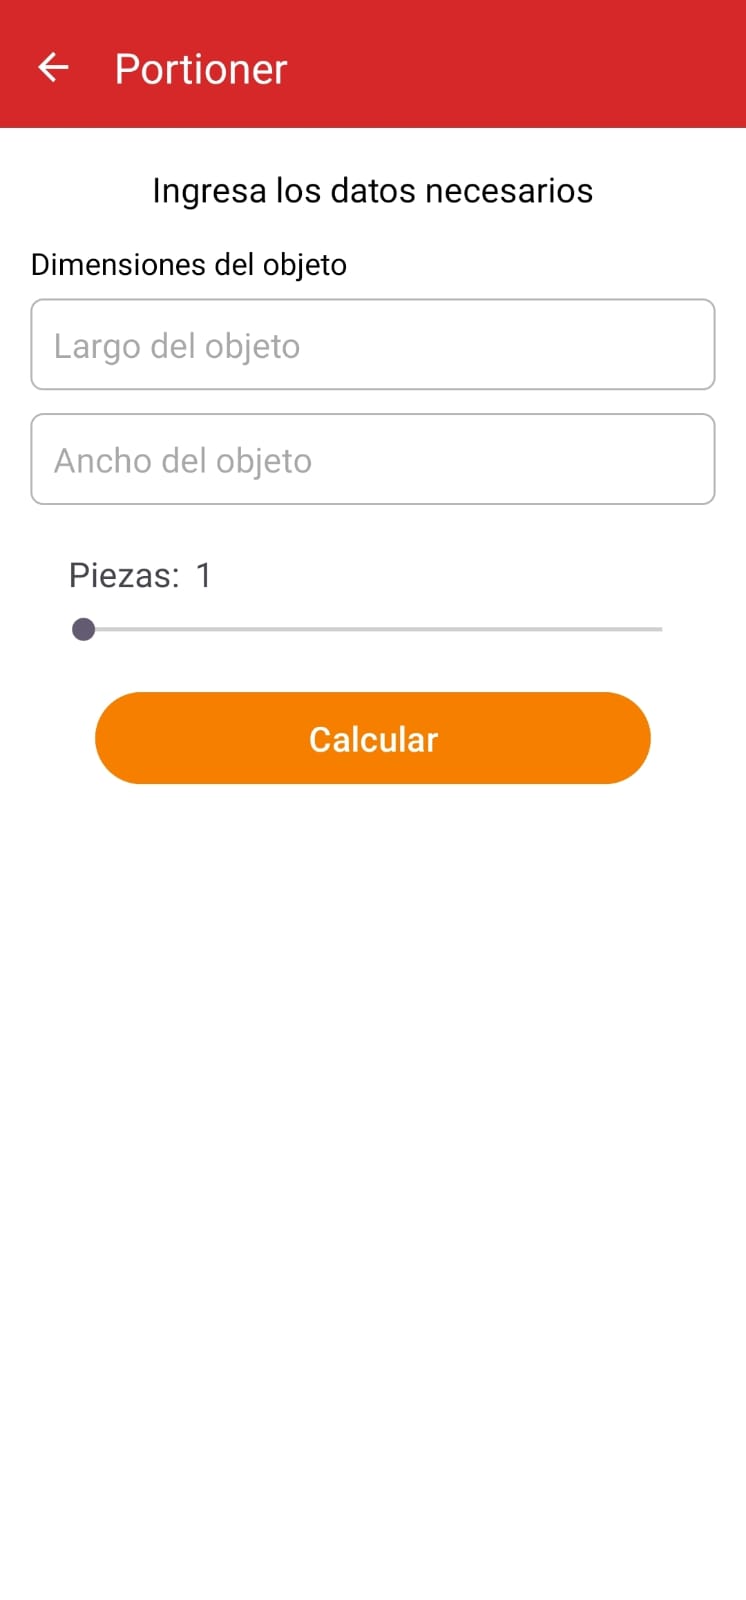 Portioner
Ingresa los datos necesarios
Dimensiones del objeto
Largo del objeto
Ancho del objeto
Piezas: 1
Calcular